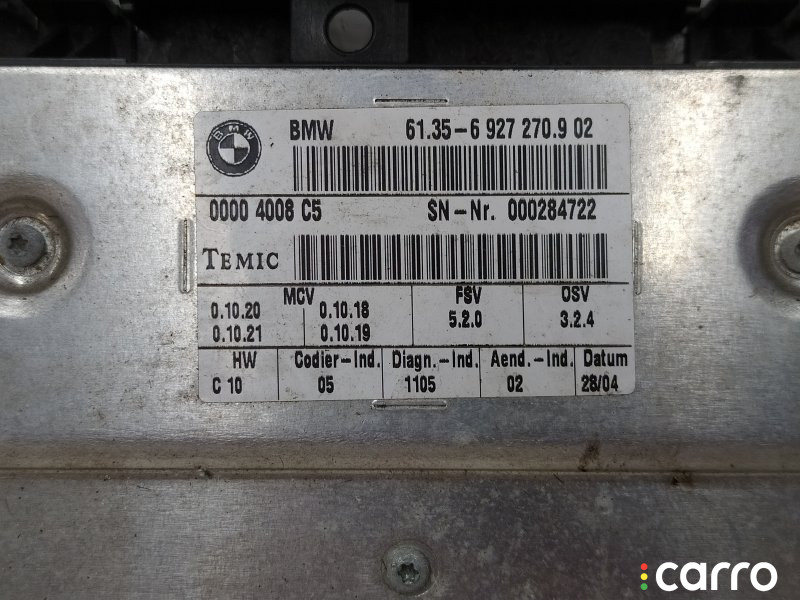 BMW
BMW 61.35-6 927 270.9 02
0000 4008 C5 SN-Nr. 000284722
TEMIC
MCV FSV OSV
0.10.20 0.10.18 5.2.0 3.2.4
0.10.21 0.10.19
HW Codier-Ind. Diagn.-Ind. Aend.-Ind. Datum
C 10 05 1105 02 28/04
carro